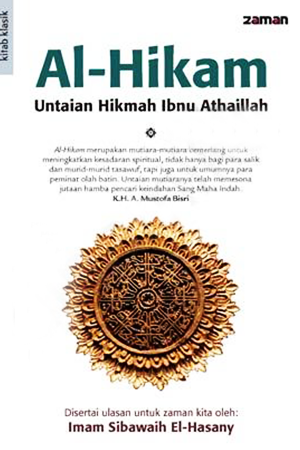 zaman
kitab klasik
Al-Hikam
Untaian Hikmah Ibnu Athaillah
Al-Hikam merupakan mutiara-mutiara cemerlang untuk
meningkatkan kesadaran spiritual, tidak hanya bagi para salik
dan murid-murid tasawuf, tapi juga untuk umumnya para
peminat olah batin. Untaian mutiaranya telah memesona
jutaan hamba pencari keindahan Sang Maha Indah.
K.H. A. Mustofa Bisri
Disertai ulasan untuk zaman kita oleh:
Imam Sibawaih El-Hasany